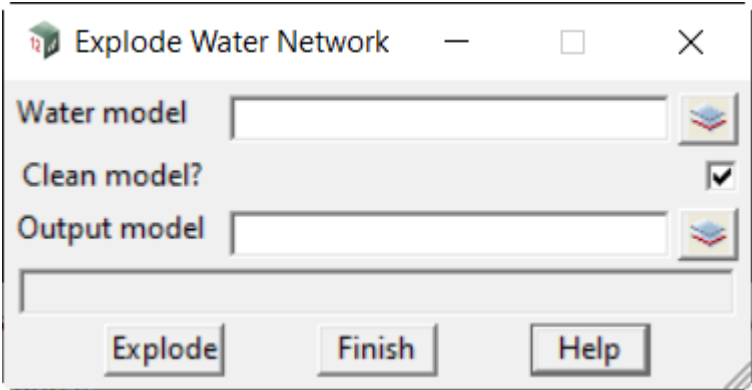 Explode Water Network
Water model
Clean model?
Output model
Explode Finish Help